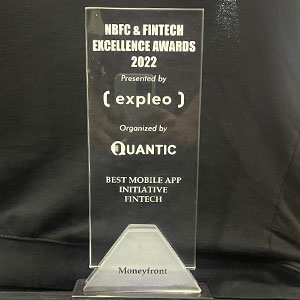 NBFC & FINTECH
EXCELLENCE AWARDS
2022
Presented by
( expleo )
Organized by
QUANTIC
BEST MOBILE APP
INITIATIVE
FINTECH
Moneyfront